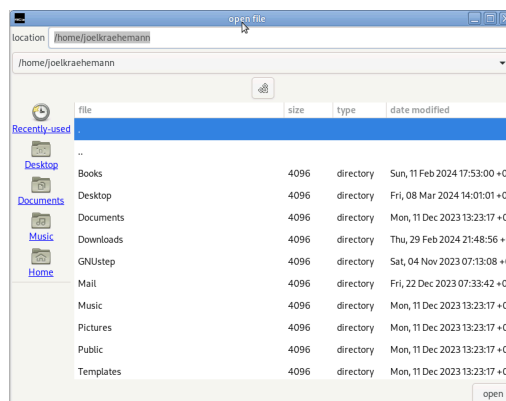 open file
location /home/joelkraehemann
/home/joelkraehemann
file size type date modified
Recently-used
Desktop
Documents
Music
Home
.
..
Books 4096 directory Sun, 11 Feb 2024 17:53:00 +0
Desktop 4096 directory Fri, 08 Mar 2024 14:01:01 +0
Documents 4096 directory Mon, 11 Dec 2023 13:23:17 +0
Downloads 4096 directory Thu, 29 Feb 2024 21:48:56 +
GNUstep 4096 directory Sat, 04 Nov 2023 07:13:08 +
Mail 4096 directory Fri, 22 Dec 2023 07:33:42 +0
Music 4096 directory Mon, 11 Dec 2023 13:23:17 +0
Pictures 4096 directory Mon, 11 Dec 2023 13:23:17 +0
Public 4096 directory Mon, 11 Dec 2023 13:23:17 +0
Templates 4096 directory Mon, 11 Dec 2023 13:23:17 +0
open